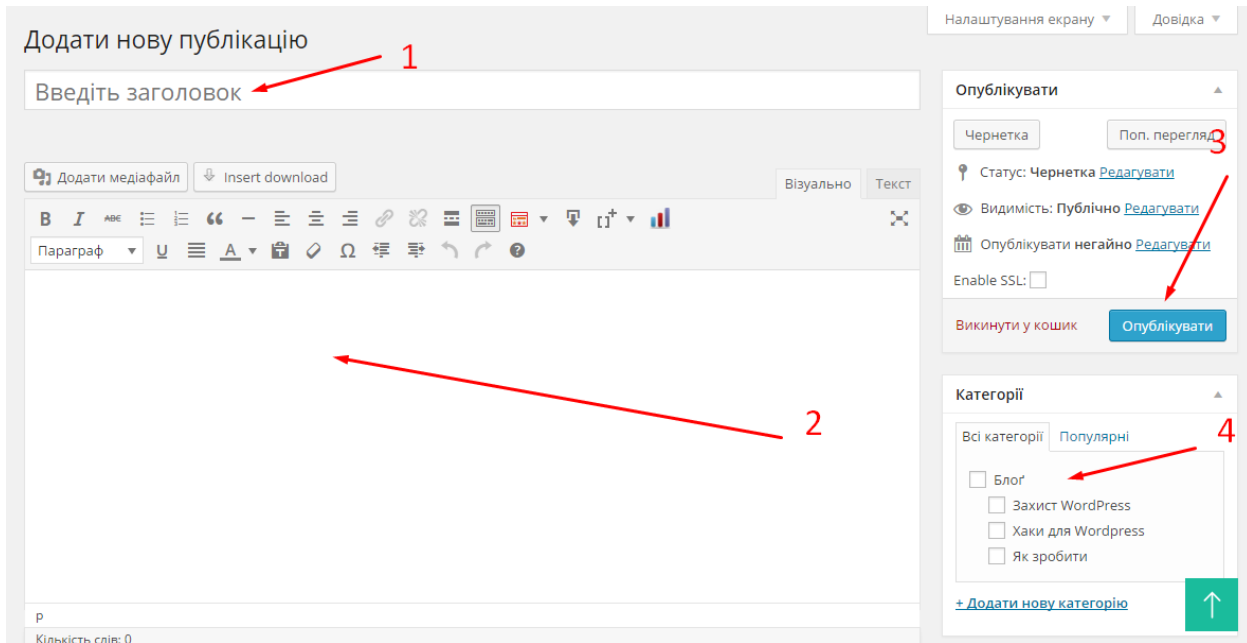 Налаштування екрану
Довідка
Додати нову публікацію
1
Введіть заголовок
Додати медіафайл
Insert download
Візуально
Текст
B I ABE
Параграф U A Ω
2
p
Кількість слів: 0
Опублікувати
Чернетка
Поп. перегляд
3
Статус: Чернетка Редагувати
Видимість: Публічно Редагувати
Опублікувати негайно Редагувати
Enable SSL:
Викинути у кошик
Опублікувати
Категорії
4
Всі категорії
Популярні
Блоґ
Захист WordPress
Хаки для Wordpress
Як зробити
+ Додати нову категорію